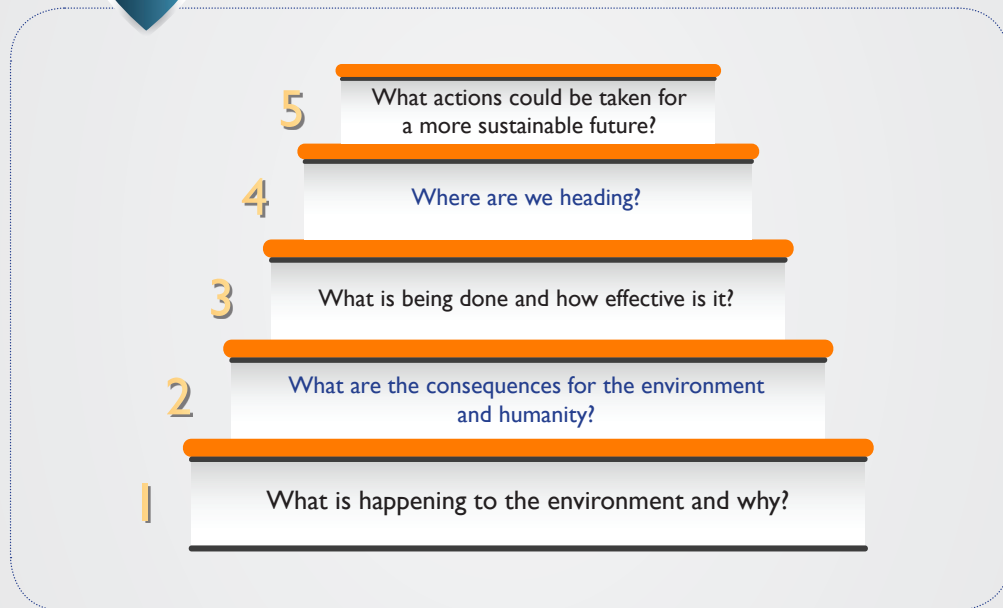 5
What actions could be taken for
a more sustainable future?
4
Where are we heading?
3
What is being done and how effective is it?
2
What are the consequences for the environment
and humanity?
1
What is happening to the environment and why?